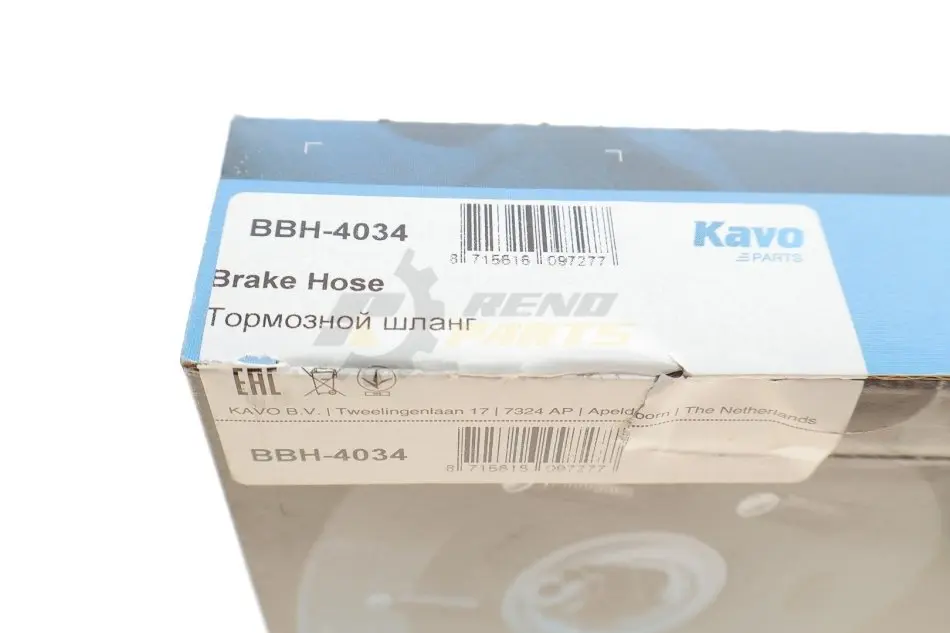 BBH-4034
8 715616 097277
Kavo
PARTS
Brake Hose
Тормозной шланг
RENO
PARTS
EAC
KAVO B.V. | Tweelingenlaan 17 | 7324 AP | Apeldoorn | The Netherlands
BBH-4034
8 715616 097277